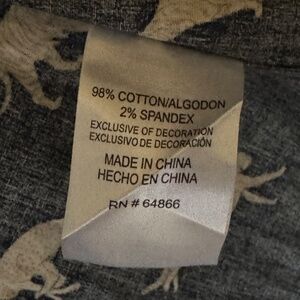 98% COTTON/ALGODON
2% SPANDEX
EXCLUSIVE OF DECORATION
EXCLUSIVO DE DECORACIÓN
MADE IN CHINA
HECHO EN CHINA
RN # 64866